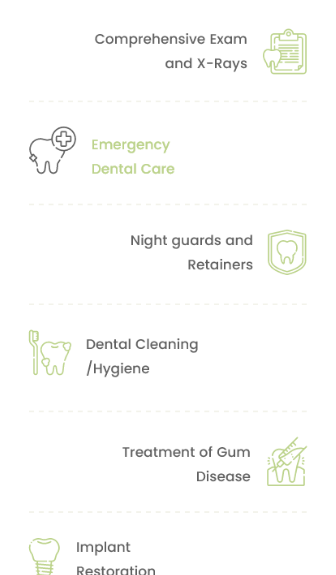 Comprehensive Exam
and X-Rays
Emergency
Dental Care
Night guards and
Retainers
Dental Cleaning
/Hygiene
Treatment of Gum
Disease
Implant
Restoration